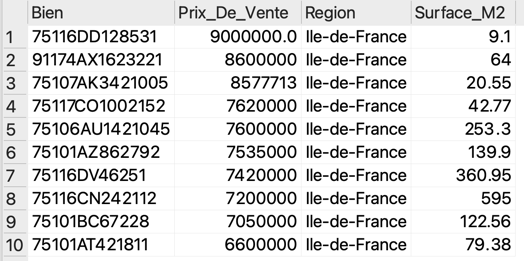 Bien Prix_De_Vente Region Surface_M2
1 75116DD128531 9000000.0 Ile-de-France 9.1
2 91174AX1623221 8600000 Ile-de-France 64
3 75107AK3421005 8577713 Ile-de-France 20.55
4 75117CO1002152 7620000 Ile-de-France 42.77
5 75106AU1421045 7600000 Ile-de-France 253.3
6 75101AZ862792 7535000 Ile-de-France 139.9
7 75116DV46251 7420000 Ile-de-France 360.95
8 75116CN242112 7200000 Ile-de-France 595
9 75101BC67228 7050000 Ile-de-France 122.56
10 75101AT421811 6600000 Ile-de-France 79.38